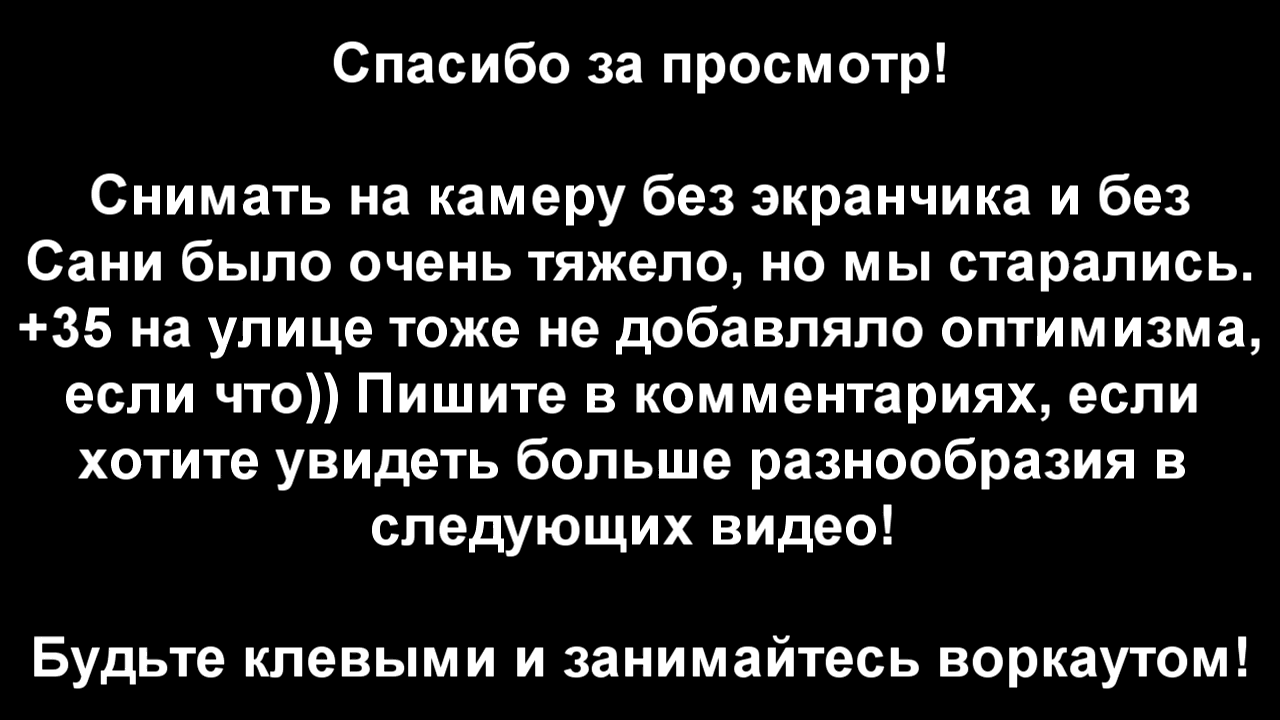 Спасибо за просмотр!
Снимать на камеру без экранчика и без
Сани было очень тяжело, но мы старались.
+35 на улице тоже не добавляло оптимизма,
если что)) Пишите в комментариях, если
хотите увидеть больше разнообразия в
следующих видео!
Будьте клевыми и занимайтесь воркаутом!